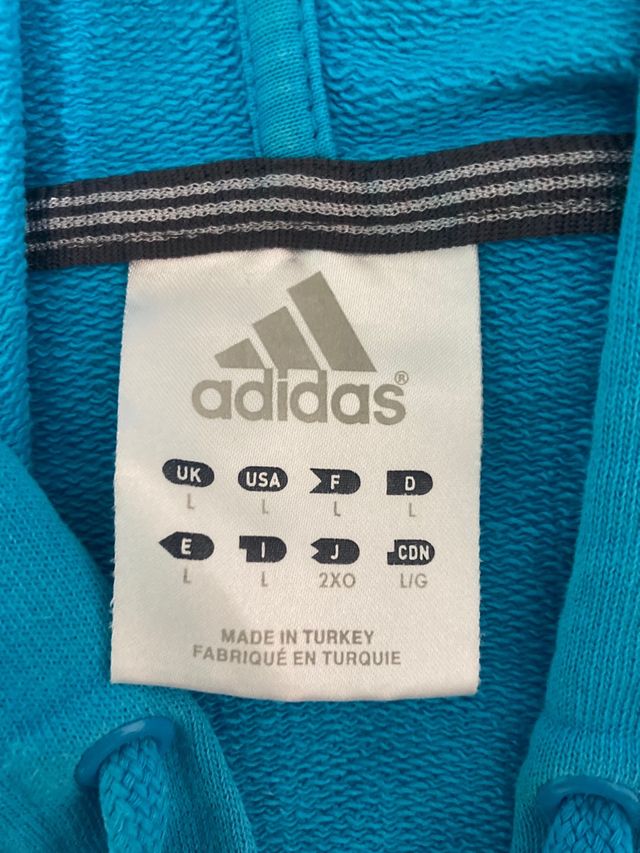 adidas®
UK USA F D
L L L L
E I J CDN
L L 2XO L/G
MADE IN TURKEY
FABRIQUÉ EN TURQUIE